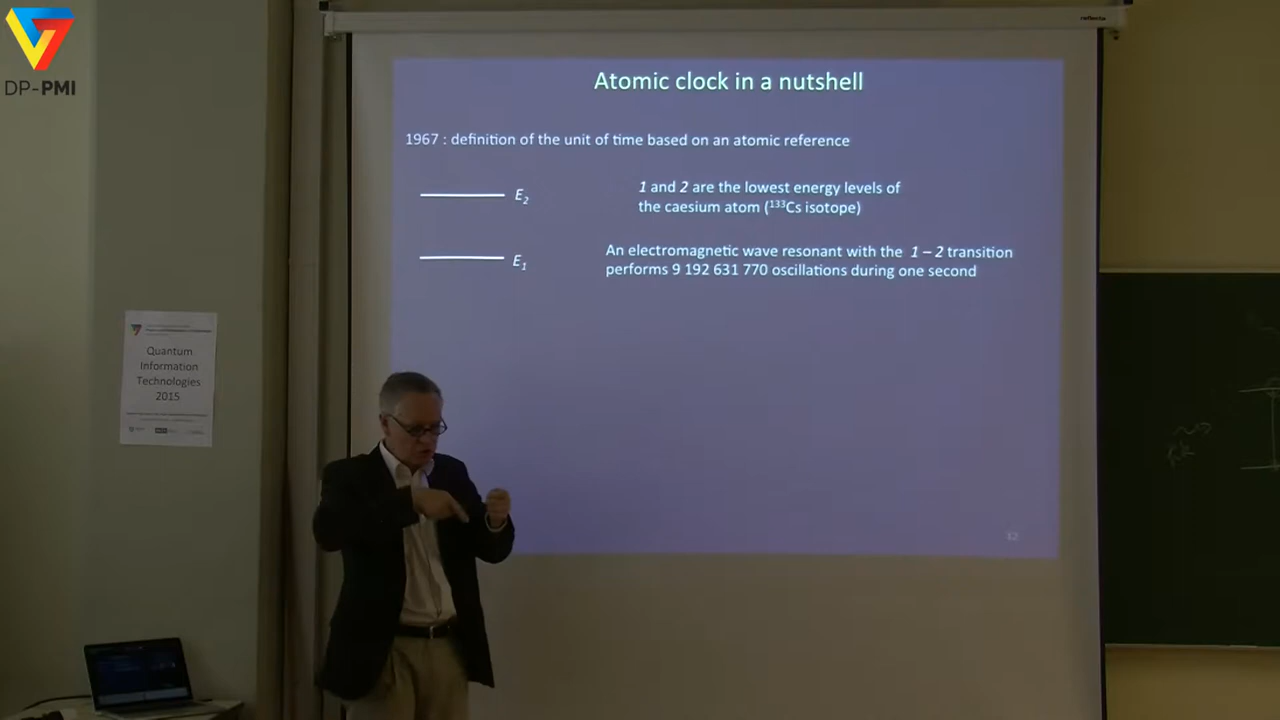 DP-PMI
reflecta
Atomic clock in a nutshell
1967 : definition of the unit of time based on an atomic reference
E₂
1 and 2 are the lowest energy levels of
the caesium atom (¹³³Cs isotope)
E₁
An electromagnetic wave resonant with the 1 – 2 transition
performs 9 192 631 770 oscillations during one second
32
Quantum
Information
Technologies
2015